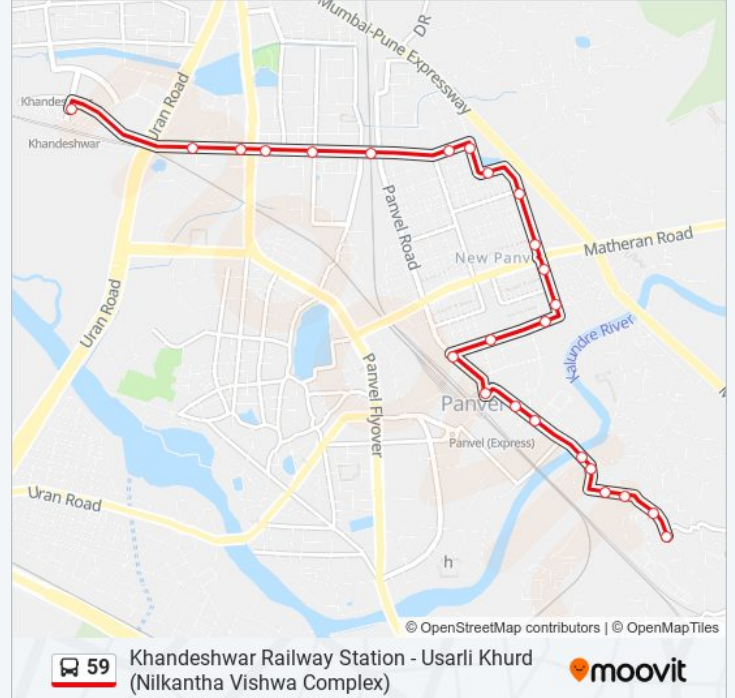 Mumbai-Pune Expressway
DR
Khandes
Khandeshwar
Uran Road
Panvel Road
New Panv
Matheran Road
Uran Road
Kalundre River
Panvel Flyover
Panvel
Panvel (Express)
Uran Road
h
© OpenStreetMap contributors | © OpenMapTiles
59
Khandeshwar Railway Station - Usarli Khurd
(Nilkantha Vishwa Complex)
moovit